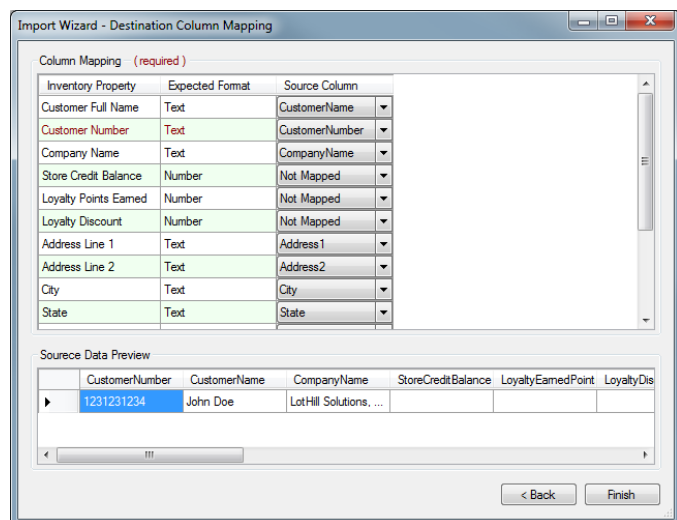 Import Wizard - Destination Column Mapping
Column Mapping ( required )
Inventory Property Expected Format Source Column
Customer Full Name Text CustomerName
Customer Number Text CustomerNumber
Company Name Text CompanyName
Store Credit Balance Number Not Mapped
Loyalty Points Earned Number Not Mapped
Loyalty Discount Number Not Mapped
Address Line 1 Text Address1
Address Line 2 Text Address2
City Text City
State Text State
Sourece Data Preview
CustomerNumber CustomerName CompanyName StoreCreditBalance LoyaltyEarnedPoint LoyaltyDis
1231231234 John Doe LotHill Solutions, ...
< Back Finish